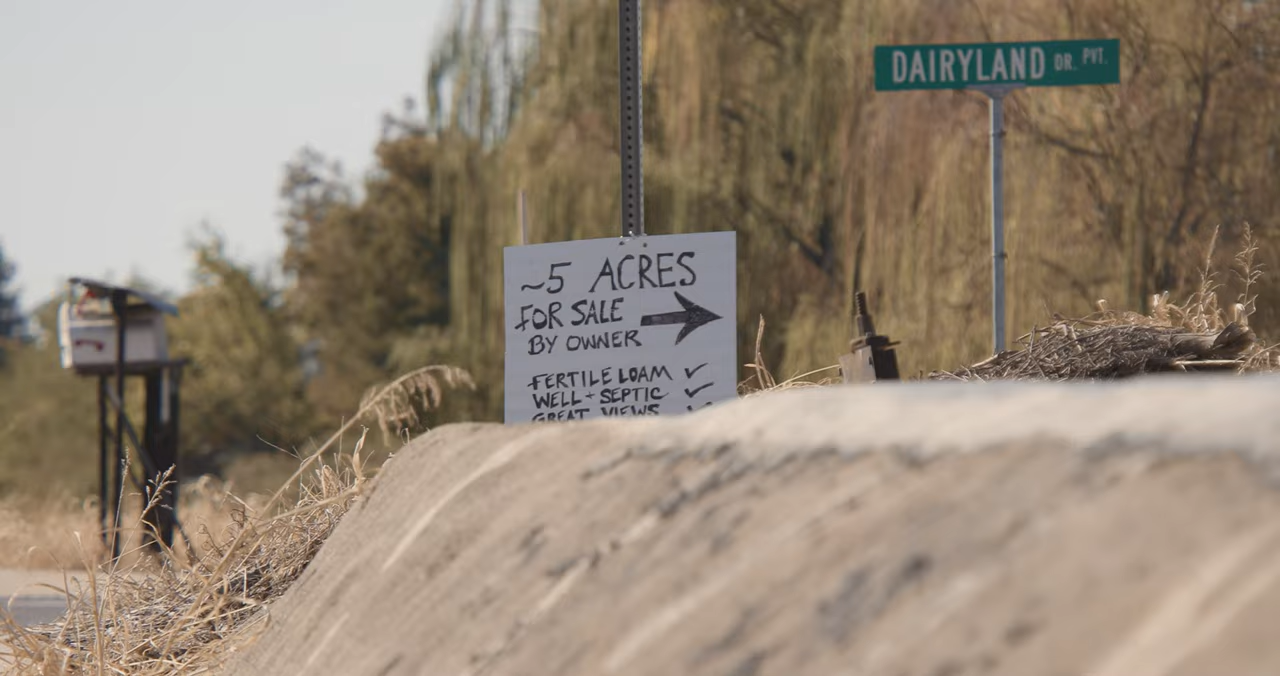 DAIRYLAND DR. PVT.
~5 ACRES
FOR SALE
BY OWNER
FERTILE LOAM ✓
WELL + SEPTIC ✓
GREAT VIEWS ✓